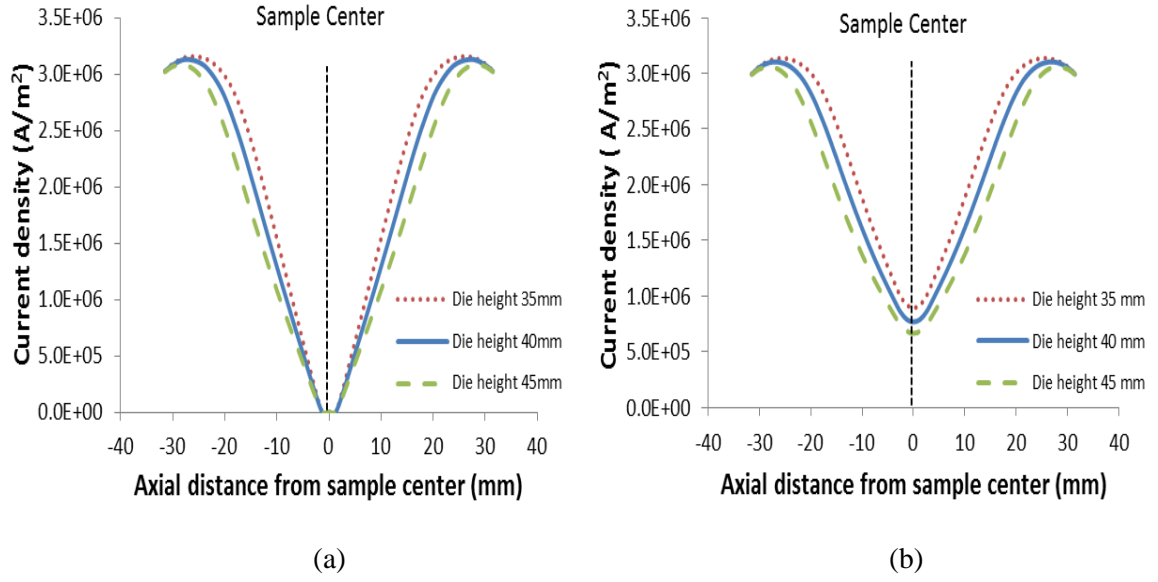 Sample Center
3.5E+06
3.0E+06
2.5E+06
2.0E+06
1.5E+06
1.0E+06
5.0E+05
0.0E+00
Current density (A/m²)
-40 -30 -20 -10 0 10 20 30 40
Axial distance from sample center (mm)
Die height 35mm
Die height 40mm
Die height 45mm
(a)
Sample Center
3.5E+06
3.0E+06
2.5E+06
2.0E+06
1.5E+06
1.0E+06
5.0E+05
0.0E+00
Current density ( A/m²)
-40 -30 -20 -10 0 10 20 30 40
Axial distance from sample center (mm)
Die height 35 mm
Die height 40 mm
Die height 45 mm
(b)